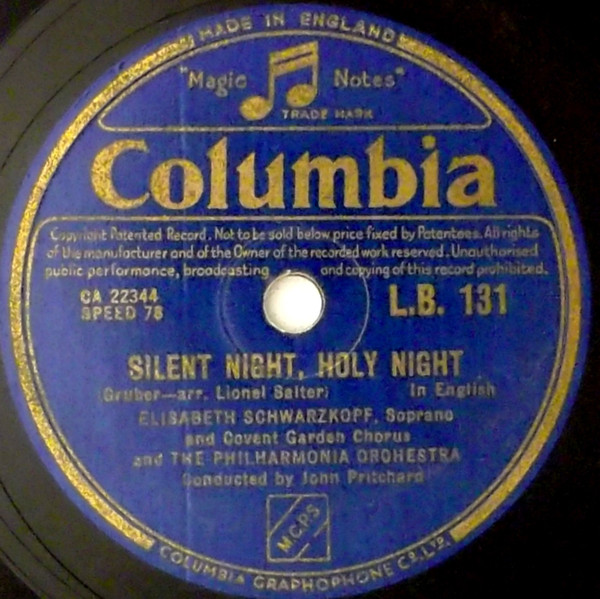 MADE IN ENGLAND
"Magic Notes"
TRADE MARK
Columbia
Copyright Patented Record. Not to be sold below price fixed by Patentees. All rights
of the manufacturer and of the Owner of the recorded work reserved. Unauthorised
public performance, broadcasting and copying of this record prohibited.
CA 22344
SPEED 78
L.B. 131
SILENT NIGHT, HOLY NIGHT
(Gruber—arr. Lionel Salter) In English
ELISABETH SCHWARZKOPF, Soprano
and Covent Garden Chorus
and THE PHILHARMONIA ORCHESTRA
Conducted by John Pritchard
M.C.P.S
COLUMBIA GRAPHOPHONE CO., LTD.